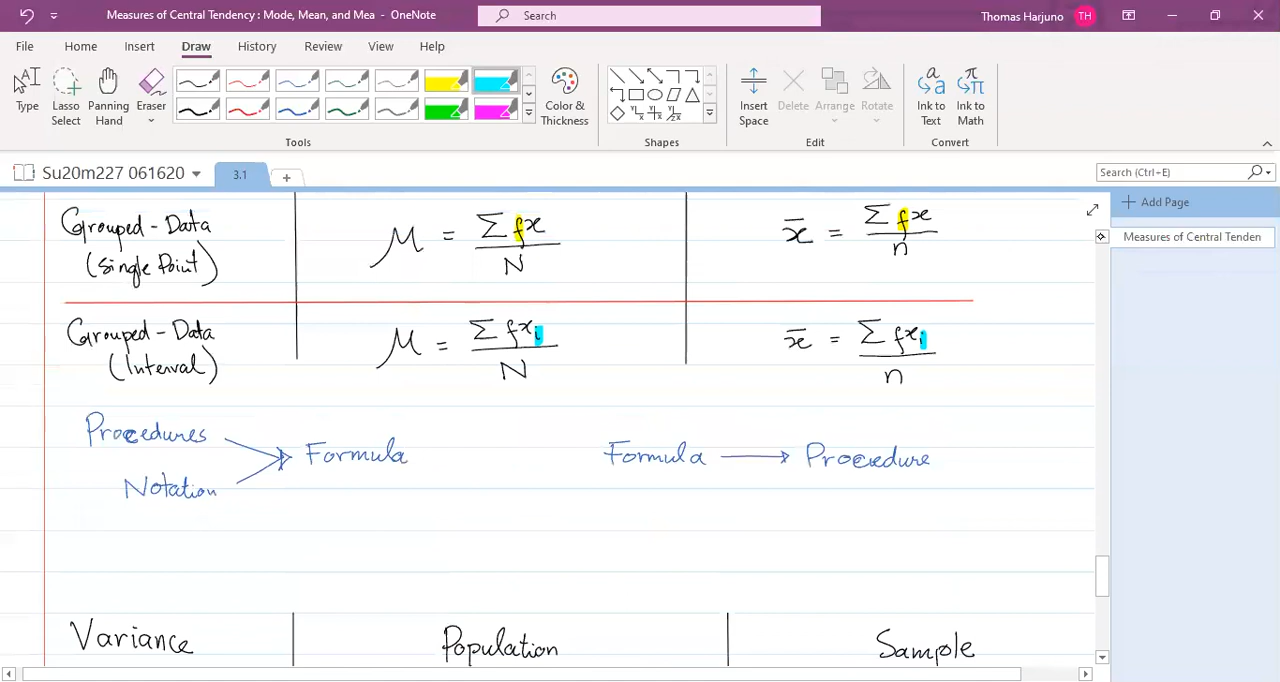 Measures of Central Tendency : Mode, Mean, and Mea - OneNote
Search
Thomas Harjuno TH
File Home Insert Draw History Review View Help
Type Lasso Select Panning Hand Eraser
Color & Thickness
Insert Space Delete Arrange Rotate
Ink to Text Ink to Math
Tools Shapes Edit Convert
Su20m227 061620 3.1 +
Search (Ctrl+E)
Add Page
Measures of Central Tenden
Grouped-Data (Single Point) μ = Σfx / N x̄ = Σfx / n
Grouped-Data (Interval) μ = Σfxᵢ / N x̄ = Σfxᵢ / n
Procedures
Notation
Formula
Formula → Procedure
Variance Population Sample